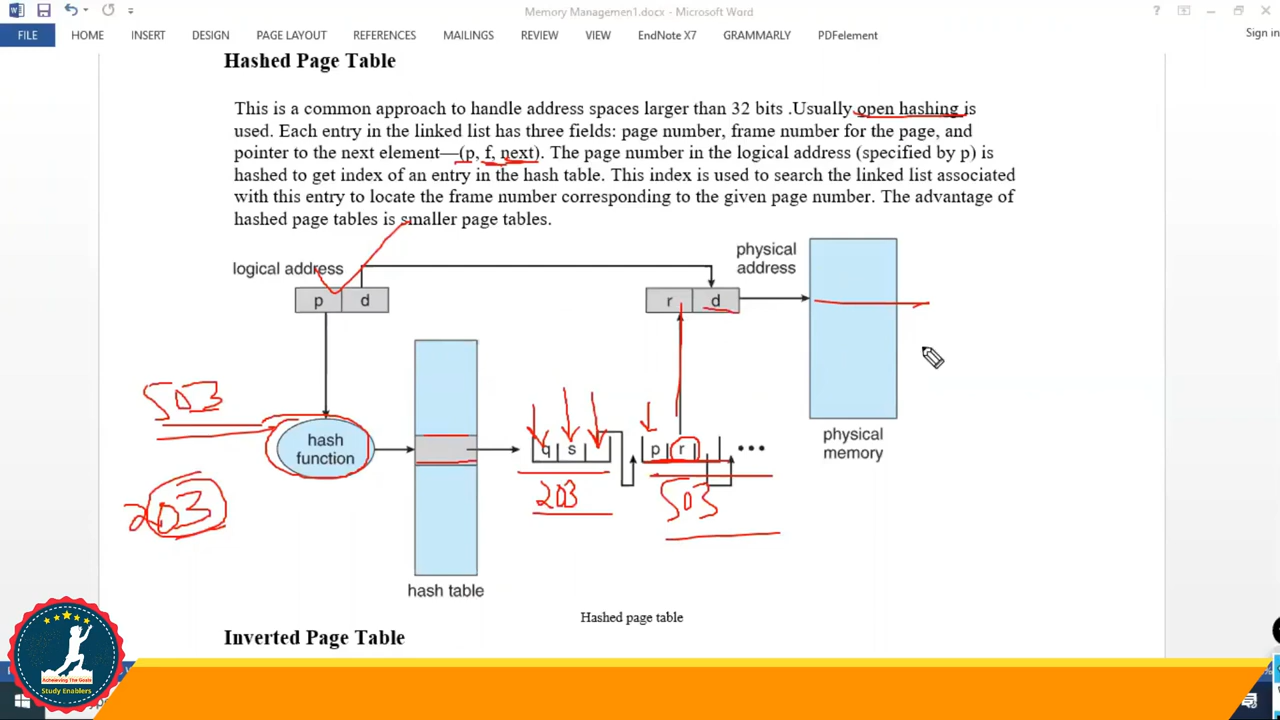 Memory Managemen1.docx - Microsoft Word
FILE HOME INSERT DESIGN PAGE LAYOUT REFERENCES MAILINGS REVIEW VIEW EndNote X7 GRAMMARLY PDFelement Sign in
Hashed Page Table
This is a common approach to handle address spaces larger than 32 bits .Usually open hashing is
used. Each entry in the linked list has three fields: page number, frame number for the page, and
pointer to the next element—(p, f, next). The page number in the logical address (specified by p) is
hashed to get index of an entry in the hash table. This index is used to search the linked list associated
with this entry to locate the frame number corresponding to the given page number. The advantage of
hashed page tables is smaller page tables.
logical address
physical
address
p d
r d
503
hash
function
q s
p r
•••
physical
memory
203
203
503
hash table
Hashed page table
Inverted Page Table
Achieveing The Goals
Study Enablers